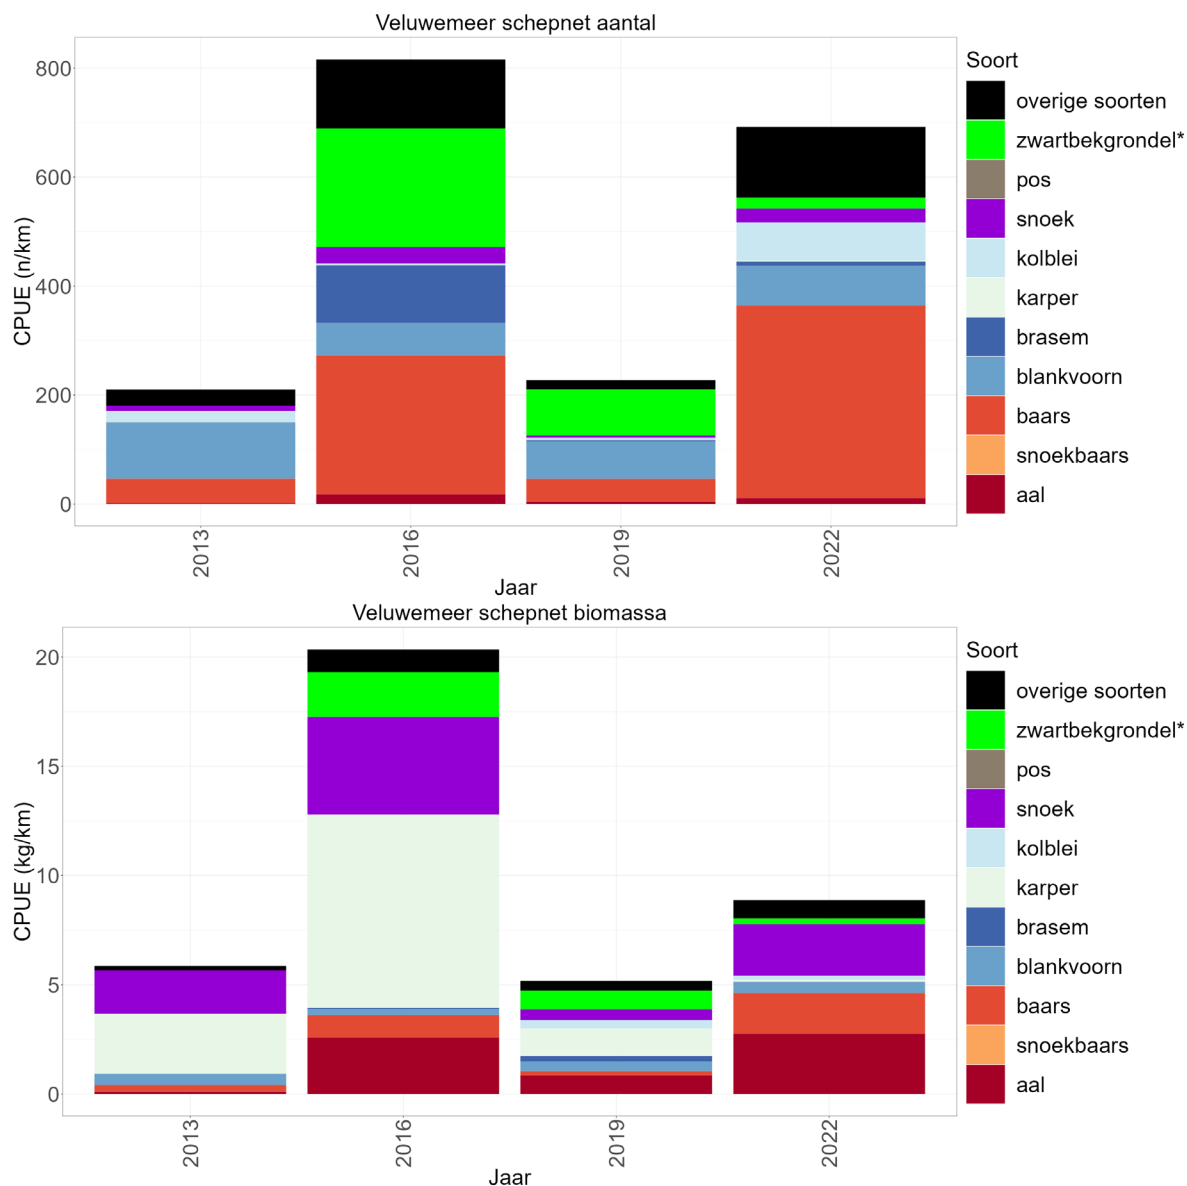 Veluwemeer schepnet aantal
CPUE (n/km)
800
600
400
200
0
2013
2016
2019
2022
Jaar
Soort
overige soorten
zwartbekgrondel*
pos
snoek
kolblei
karper
brasem
blankvoorn
baars
snoekbaars
aal
Veluwemeer schepnet biomassa
CPUE (kg/km)
20
15
10
5
0
2013
2016
2019
2022
Jaar
Soort
overige soorten
zwartbekgrondel*
pos
snoek
kolblei
karper
brasem
blankvoorn
baars
snoekbaars
aal